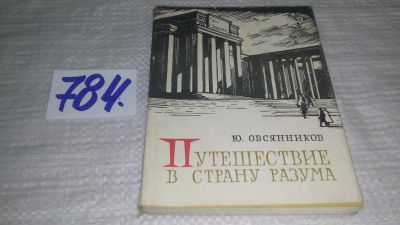 784.
Ю. ОВСЯННИКОВ
ПУТЕШЕСТВИЕ
В СТРАНУ РАЗУМА